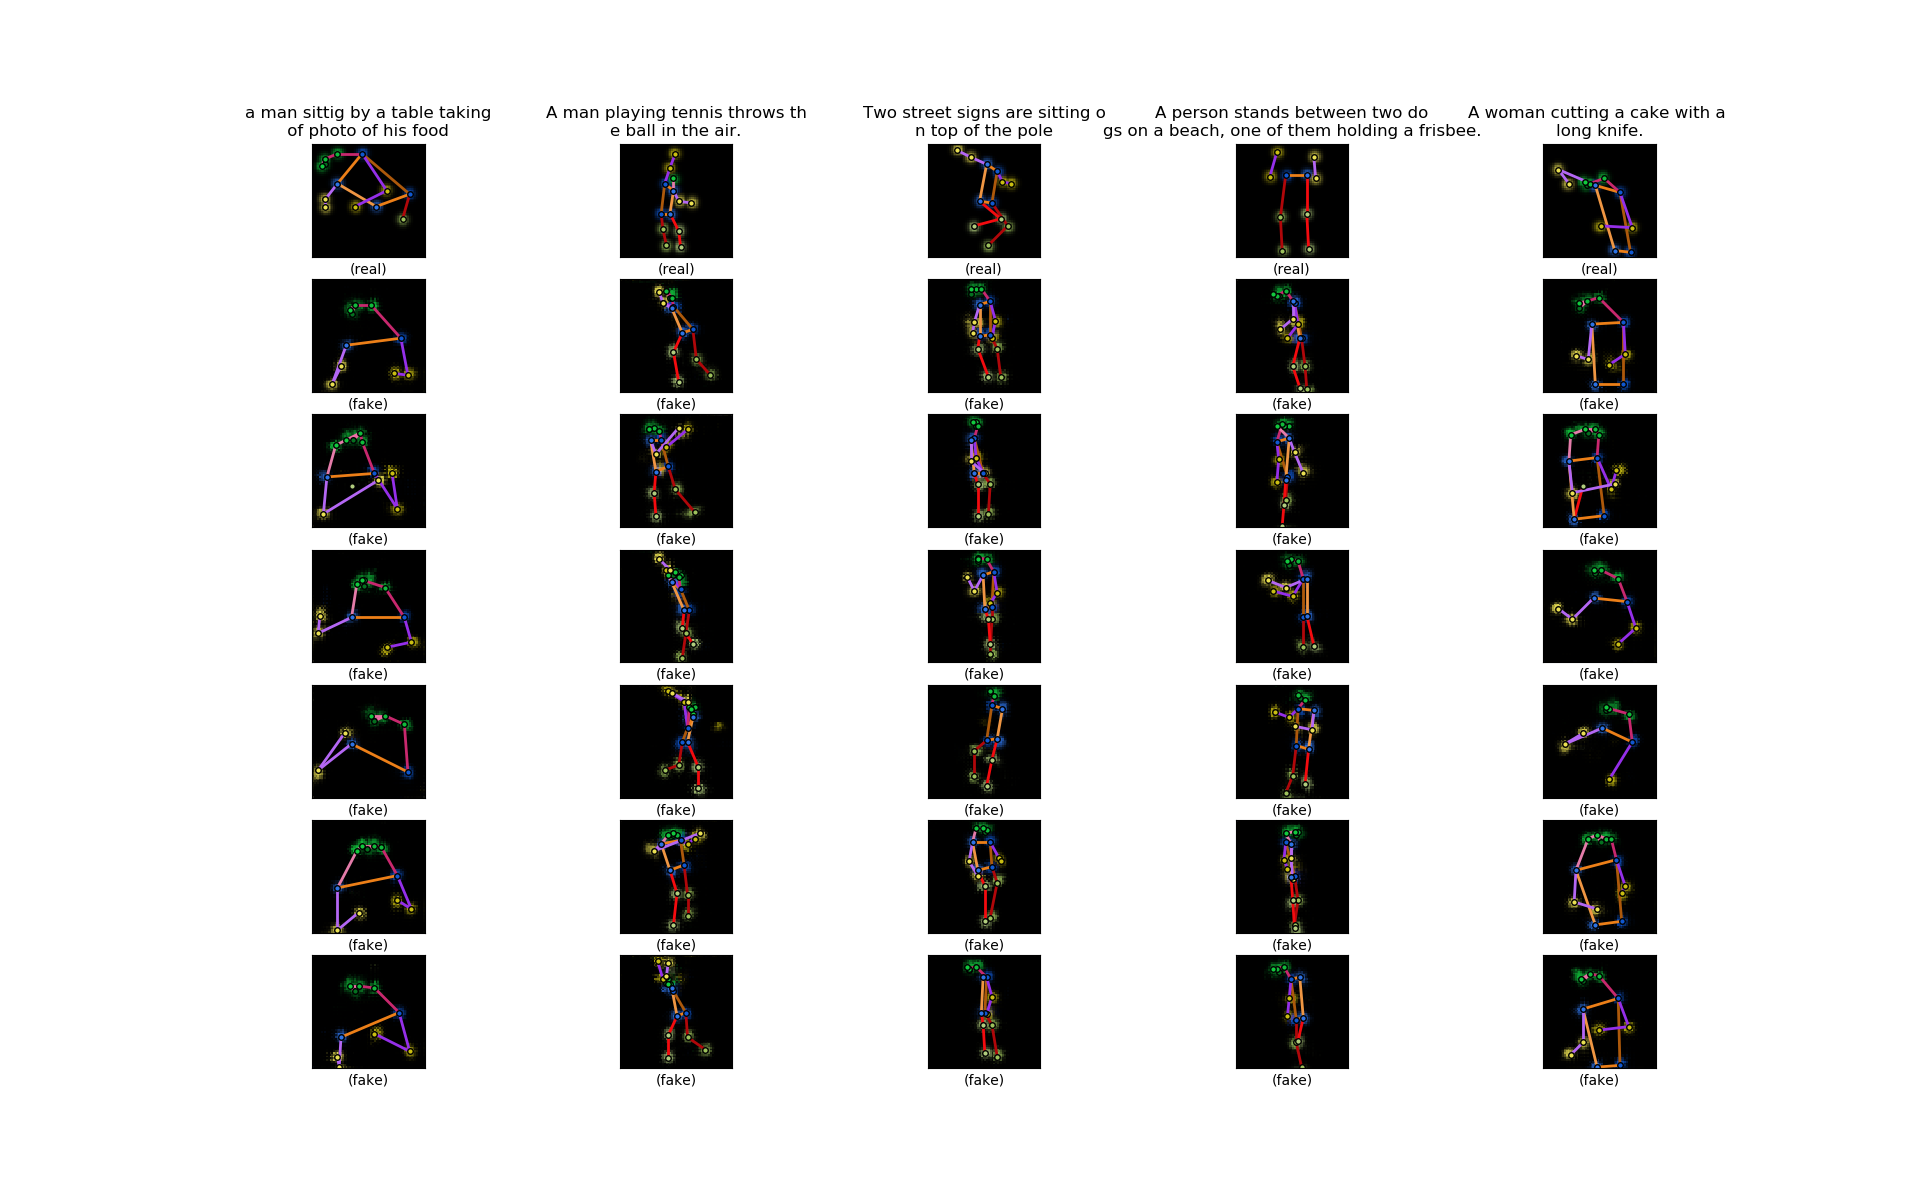 a man sittig by a table taking
of photo of his food
A man playing tennis throws th
e ball in the air.
Two street signs are sitting o
n top of the pole
A person stands between two do
gs on a beach, one of them holding a frisbee.
A woman cutting a cake with a
long knife.
(real) (real) (real) (real) (real)
(fake) (fake) (fake) (fake) (fake)
(fake) (fake) (fake) (fake) (fake)
(fake) (fake) (fake) (fake) (fake)
(fake) (fake) (fake) (fake) (fake)
(fake) (fake) (fake) (fake) (fake)
(fake) (fake) (fake) (fake) (fake)